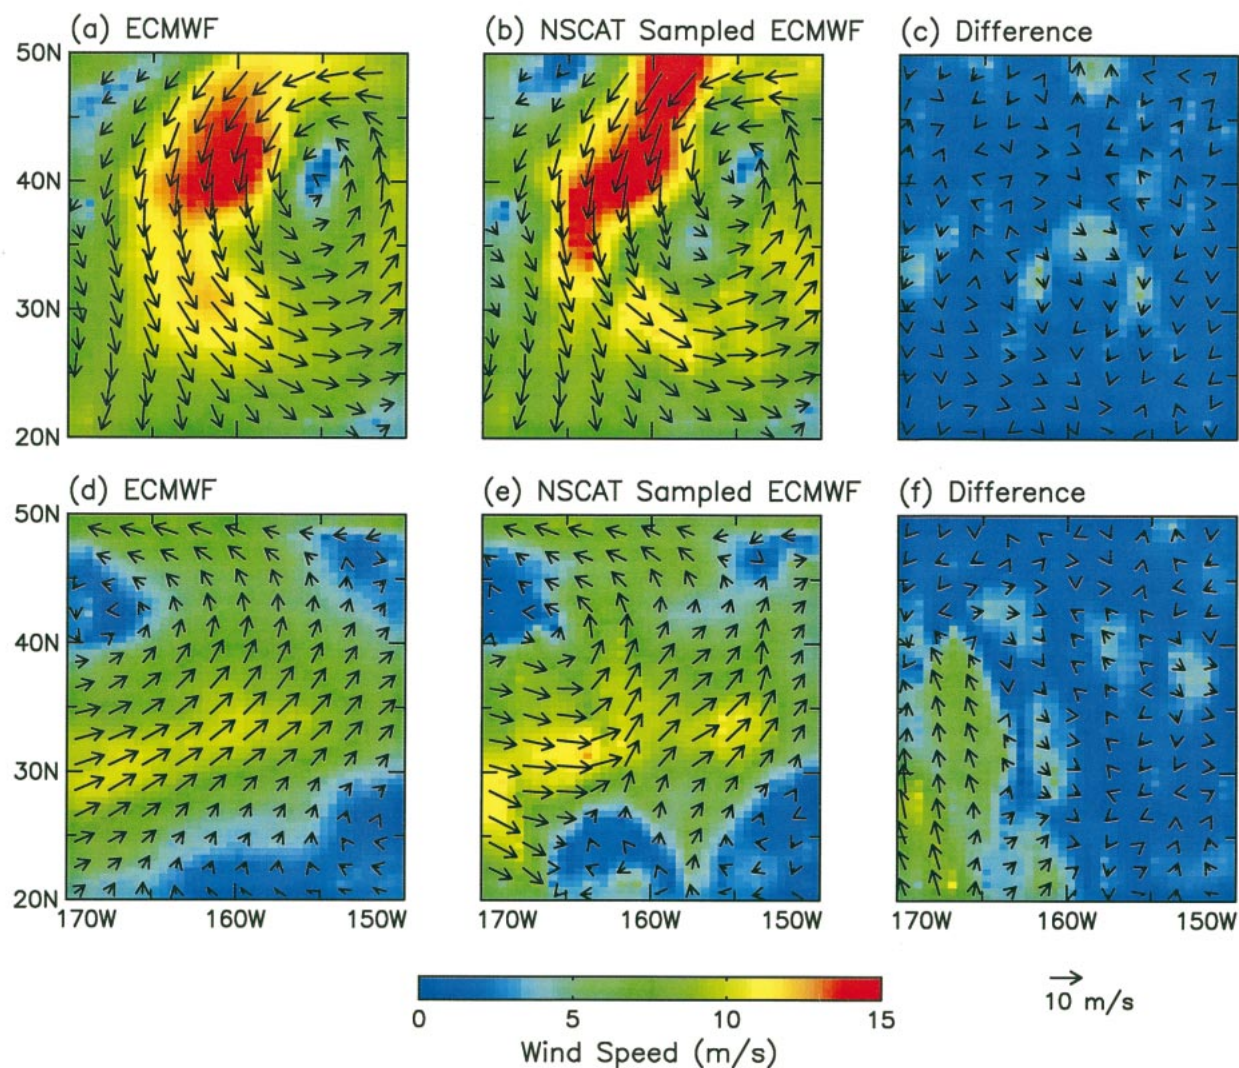 (a) ECMWF
(b) NSCAT Sampled ECMWF
(c) Difference
50N
40N
30N
20N
(d) ECMWF
(e) NSCAT Sampled ECMWF
(f) Difference
50N
40N
30N
20N
170W 160W 150W
170W 160W 150W
170W 160W 150W
0 5 10 15
Wind Speed (m/s)
10 m/s